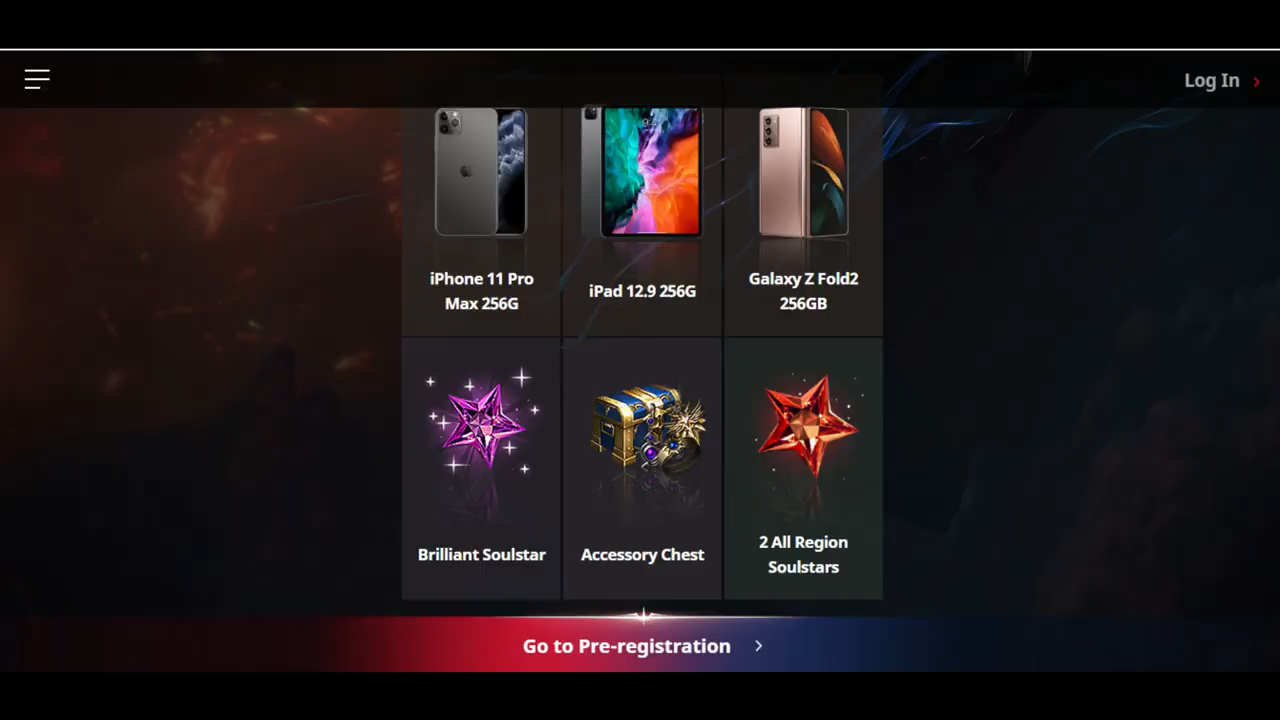 Log In
iPhone 11 Pro
Max 256G
iPad 12.9 256G
Galaxy Z Fold2
256GB
Brilliant Soulstar
Accessory Chest
2 All Region
Soulstars
Go to Pre-registration